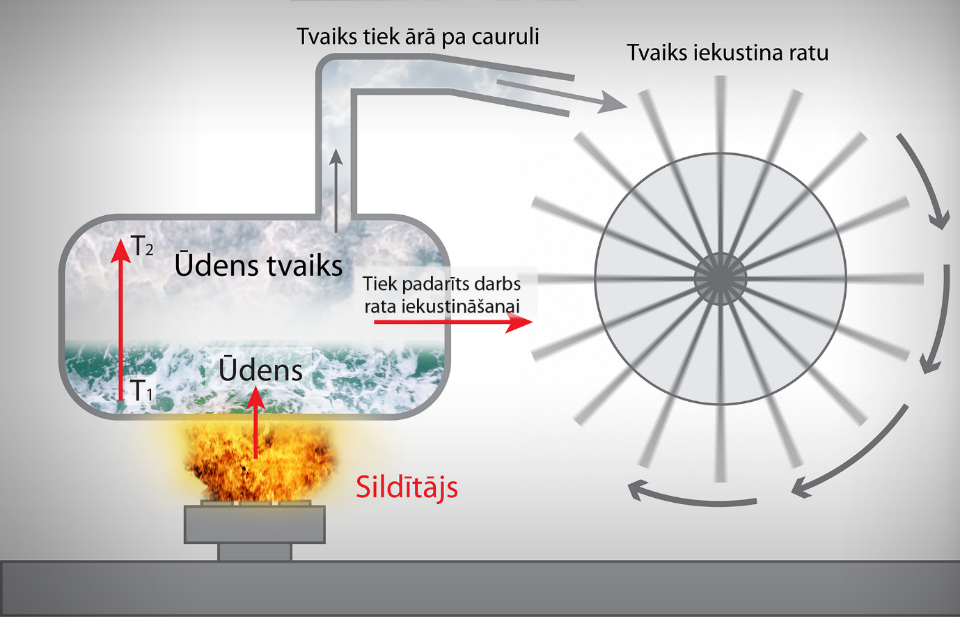 Tvaiks tiek ārā pa cauruli
Tvaiks iekustina ratu
T2
Ūdens tvaiks
Tiek padarīts darbs
rata iekustināšanai
Ūdens
T1
Sildītājs